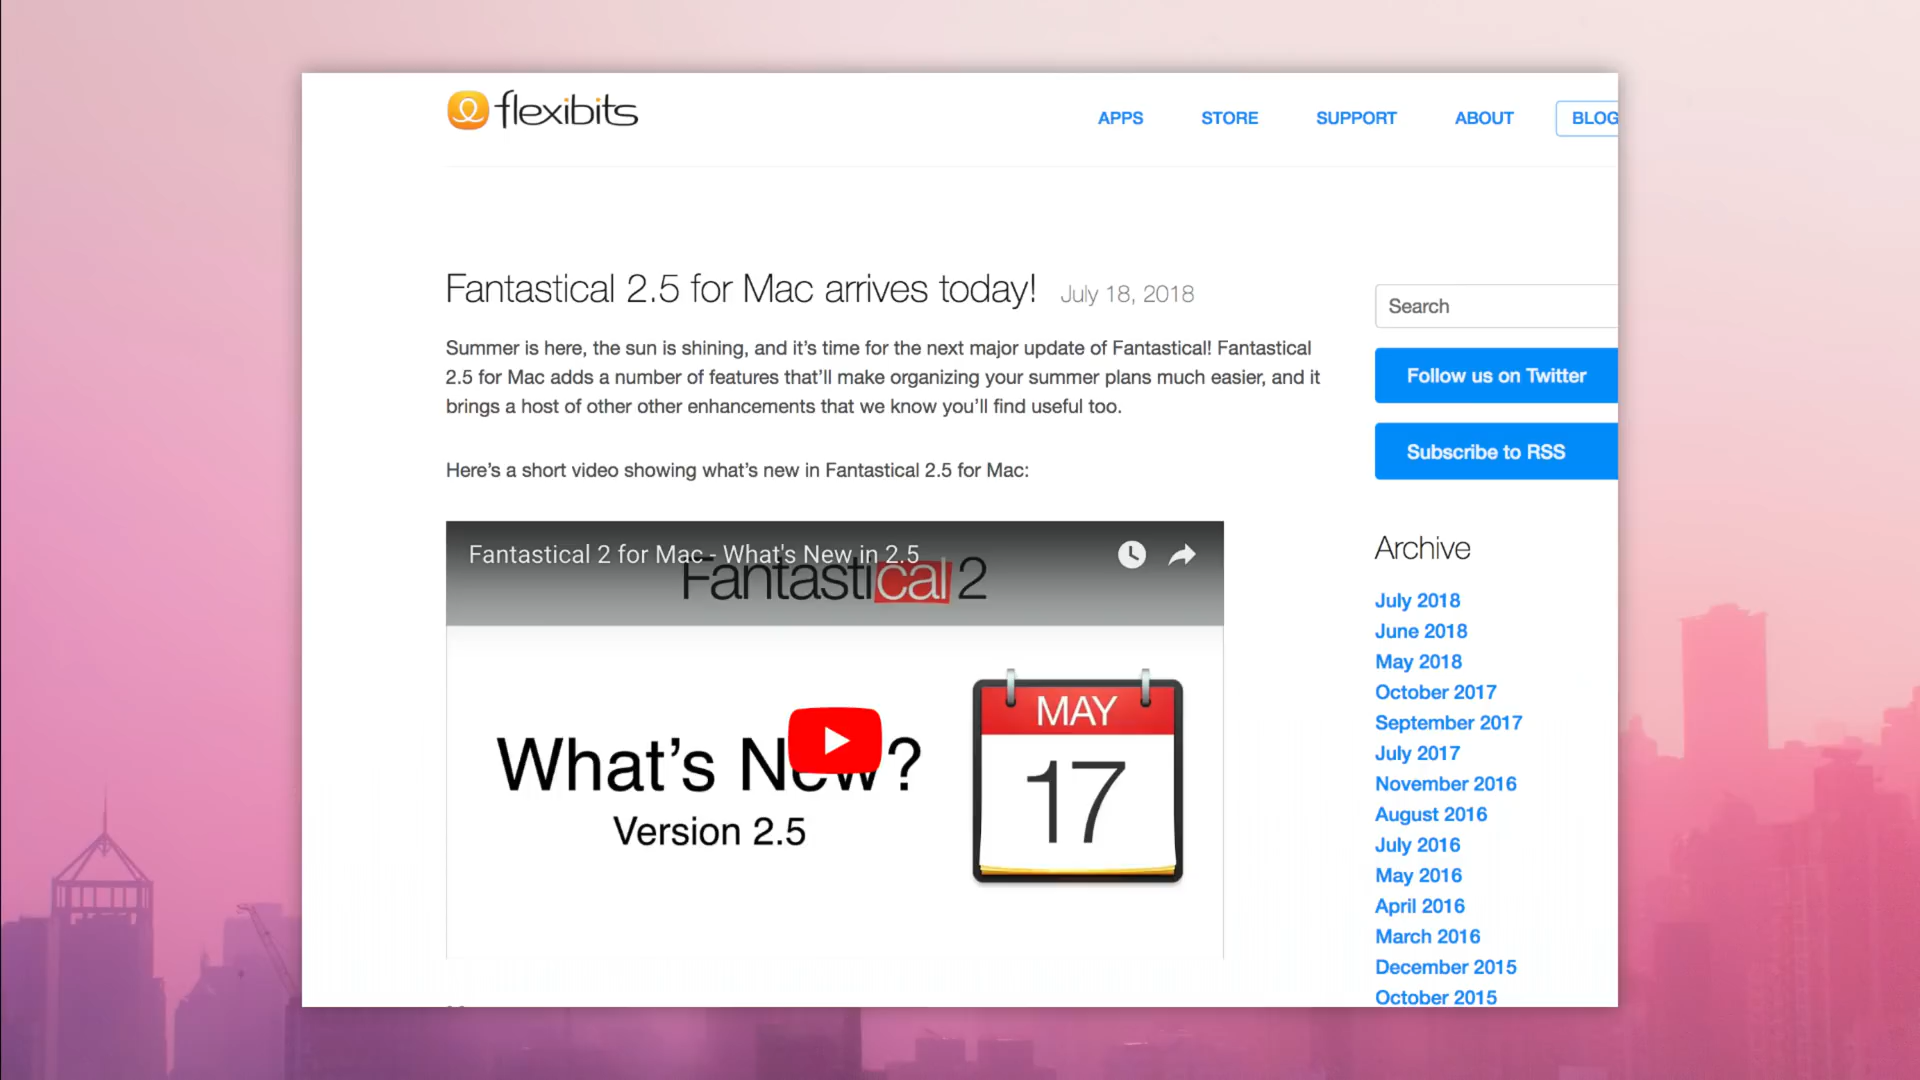 flexibits
APPS STORE SUPPORT ABOUT BLOG
Fantastical 2.5 for Mac arrives today! July 18, 2018
Summer is here, the sun is shining, and it’s time for the next major update of Fantastical! Fantastical
2.5 for Mac adds a number of features that’ll make organizing your summer plans much easier, and it
brings a host of other other enhancements that we know you’ll find useful too.
Here’s a short video showing what’s new in Fantastical 2.5 for Mac:
Fantastical 2 for Mac - What's New in 2.5
Fantastical 2
What’s New?
Version 2.5
MAY
17
Search
Follow us on Twitter
Subscribe to RSS
Archive
July 2018
June 2018
May 2018
October 2017
September 2017
July 2017
November 2016
August 2016
July 2016
May 2016
April 2016
March 2016
December 2015
October 2015